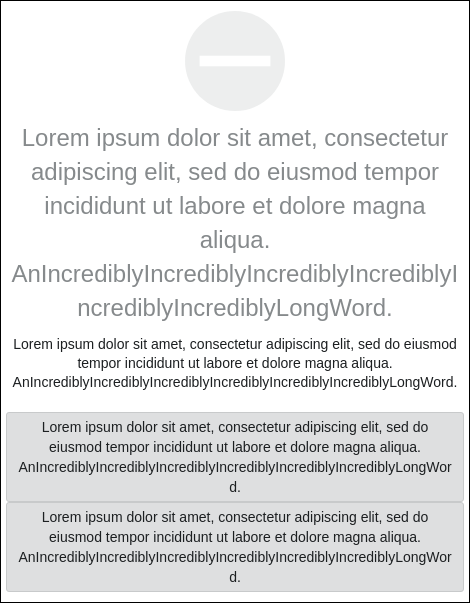 Lorem ipsum dolor sit amet, consectetur
adipiscing elit, sed do eiusmod tempor
incididunt ut labore et dolore magna
aliqua.
AnIncrediblyIncrediblyIncrediblyIncrediblyI
ncrediblyIncrediblyLongWord.
Lorem ipsum dolor sit amet, consectetur adipiscing elit, sed do eiusmod
tempor incididunt ut labore et dolore magna aliqua.
AnIncrediblyIncrediblyIncrediblyIncrediblyIncrediblyIncrediblyLongWord.
Lorem ipsum dolor sit amet, consectetur adipiscing elit, sed do
eiusmod tempor incididunt ut labore et dolore magna aliqua.
AnIncrediblyIncrediblyIncrediblyIncrediblyIncrediblyIncrediblyLongWor
d.
Lorem ipsum dolor sit amet, consectetur adipiscing elit, sed do
eiusmod tempor incididunt ut labore et dolore magna aliqua.
AnIncrediblyIncrediblyIncrediblyIncrediblyIncrediblyIncrediblyLongWor
d.